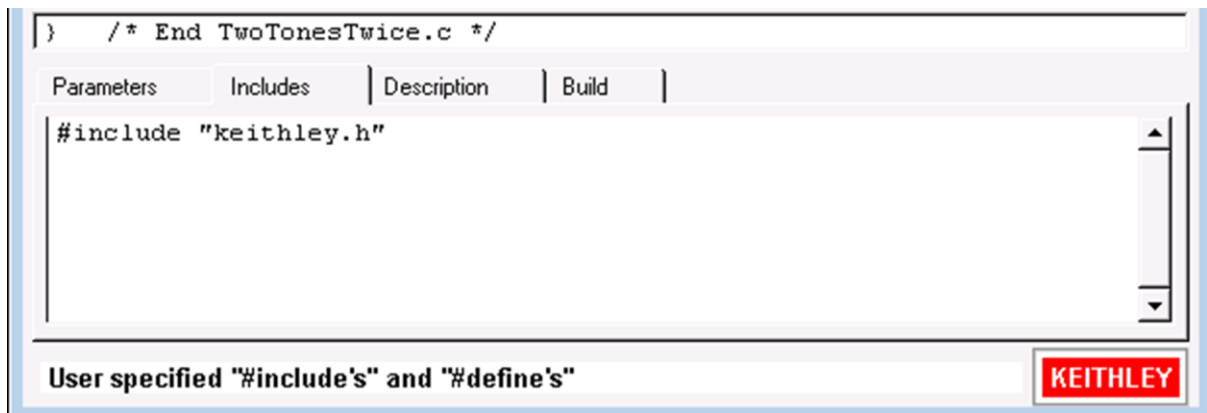 }   /* End TwoTonesTwice.c */
Parameters Includes Description Build
#include "keithley.h"
User specified "#include's" and "#define's"
KEITHLEY